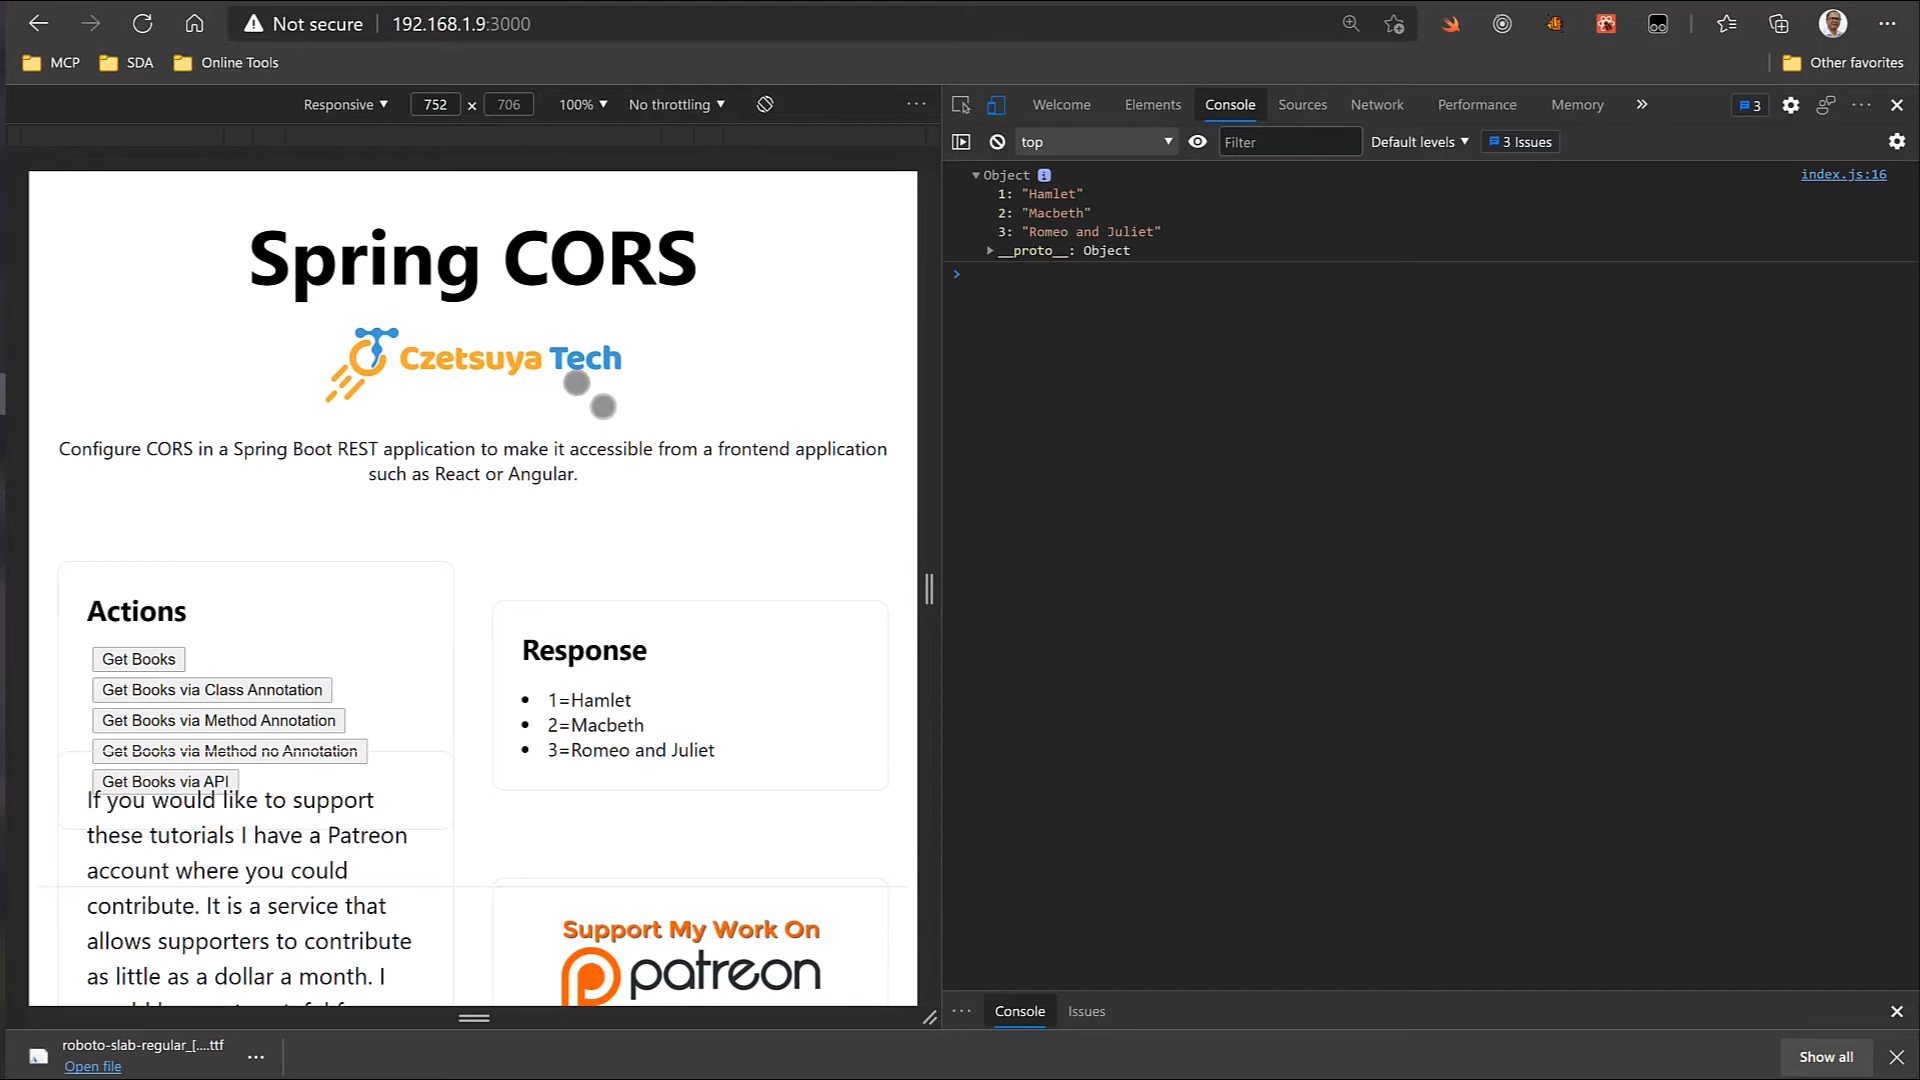 Not secure
192.168.1.9:3000
MCP
SDA
Online Tools
Other favorites
Responsive
752
×
706
100%
No throttling
Spring CORS
Czetsuya Tech
Configure CORS in a Spring Boot REST application to make it accessible from a frontend application
such as React or Angular.
Actions
Get Books
Get Books via Class Annotation
Get Books via Method Annotation
Get Books via Method no Annotation
Get Books via API
If you would like to support
these tutorials I have a Patreon
account where you could
contribute. It is a service that
allows supporters to contribute
as little as a dollar a month. I
Response
1=Hamlet
2=Macbeth
3=Romeo and Juliet
Support My Work On
patreon
Welcome
Elements
Console
Sources
Network
Performance
Memory
3
top
Filter
Default levels
3 Issues
Object
index.js:16
1: "Hamlet"
2: "Macbeth"
3: "Romeo and Juliet"
__proto__: Object
Console
Issues
roboto-slab-regular_[....ttf
Open file
Show all